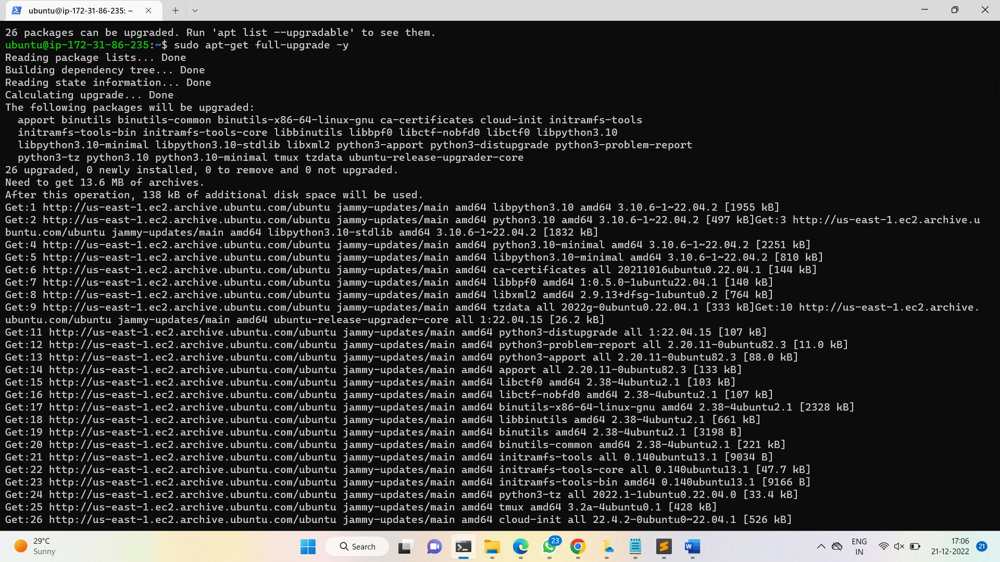 ubuntu@ip-172-31-86-235: ~
26 packages can be upgraded. Run 'apt list --upgradable' to see them.
ubuntu@ip-172-31-86-235:~$ sudo apt-get full-upgrade -y
Reading package lists... Done
Building dependency tree... Done
Reading state information... Done
Calculating upgrade... Done
The following packages will be upgraded:
  apport binutils binutils-common binutils-x86-64-linux-gnu ca-certificates cloud-init initramfs-tools
  initramfs-tools-bin initramfs-tools-core libbinutils libbpf0 libctf-nobfd0 libctf0 libpython3.10
  libpython3.10-minimal libpython3.10-stdlib libxml2 python3-apport python3-distupgrade python3-problem-report
  python3-tz python3.10 python3.10-minimal tmux tzdata ubuntu-release-upgrader-core
26 upgraded, 0 newly installed, 0 to remove and 0 not upgraded.
Need to get 13.6 MB of archives.
After this operation, 138 kB of additional disk space will be used.
Get:1 http://us-east-1.ec2.archive.ubuntu.com/ubuntu jammy-updates/main amd64 libpython3.10 amd64 3.10.6-1~22.04.2 [1955 kB]
Get:2 http://us-east-1.ec2.archive.ubuntu.com/ubuntu jammy-updates/main amd64 python3.10 amd64 3.10.6-1~22.04.2 [497 kB]Get:3 http://us-east-1.ec2.archive.u
buntu.com/ubuntu jammy-updates/main amd64 libpython3.10-stdlib amd64 3.10.6-1~22.04.2 [1832 kB]
Get:4 http://us-east-1.ec2.archive.ubuntu.com/ubuntu jammy-updates/main amd64 python3.10-minimal amd64 3.10.6-1~22.04.2 [2251 kB]
Get:5 http://us-east-1.ec2.archive.ubuntu.com/ubuntu jammy-updates/main amd64 libpython3.10-minimal amd64 3.10.6-1~22.04.2 [810 kB]
Get:6 http://us-east-1.ec2.archive.ubuntu.com/ubuntu jammy-updates/main amd64 ca-certificates all 20211016ubuntu0.22.04.1 [144 kB]
Get:7 http://us-east-1.ec2.archive.ubuntu.com/ubuntu jammy-updates/main amd64 libbpf0 amd64 1:0.5.0-1ubuntu22.04.1 [140 kB]
Get:8 http://us-east-1.ec2.archive.ubuntu.com/ubuntu jammy-updates/main amd64 libxml2 amd64 2.9.13+dfsg-1ubuntu0.2 [764 kB]
Get:9 http://us-east-1.ec2.archive.ubuntu.com/ubuntu jammy-updates/main amd64 tzdata all 2022g-0ubuntu0.22.04.1 [333 kB]Get:10 http://us-east-1.ec2.archive.
ubuntu.com/ubuntu jammy-updates/main amd64 ubuntu-release-upgrader-core all 1:22.04.15 [26.2 kB]
Get:11 http://us-east-1.ec2.archive.ubuntu.com/ubuntu jammy-updates/main amd64 python3-distupgrade all 1:22.04.15 [107 kB]
Get:12 http://us-east-1.ec2.archive.ubuntu.com/ubuntu jammy-updates/main amd64 python3-problem-report all 2.20.11-0ubuntu82.3 [11.0 kB]
Get:13 http://us-east-1.ec2.archive.ubuntu.com/ubuntu jammy-updates/main amd64 python3-apport all 2.20.11-0ubuntu82.3 [88.0 kB]
Get:14 http://us-east-1.ec2.archive.ubuntu.com/ubuntu jammy-updates/main amd64 apport all 2.20.11-0ubuntu82.3 [133 kB]
Get:15 http://us-east-1.ec2.archive.ubuntu.com/ubuntu jammy-updates/main amd64 libctf0 amd64 2.38-4ubuntu2.1 [103 kB]
Get:16 http://us-east-1.ec2.archive.ubuntu.com/ubuntu jammy-updates/main amd64 libctf-nobfd0 amd64 2.38-4ubuntu2.1 [107 kB]
Get:17 http://us-east-1.ec2.archive.ubuntu.com/ubuntu jammy-updates/main amd64 binutils-x86-64-linux-gnu amd64 2.38-4ubuntu2.1 [2328 kB]
Get:18 http://us-east-1.ec2.archive.ubuntu.com/ubuntu jammy-updates/main amd64 libbinutils amd64 2.38-4ubuntu2.1 [661 kB]
Get:19 http://us-east-1.ec2.archive.ubuntu.com/ubuntu jammy-updates/main amd64 binutils amd64 2.38-4ubuntu2.1 [3198 B]
Get:20 http://us-east-1.ec2.archive.ubuntu.com/ubuntu jammy-updates/main amd64 binutils-common amd64 2.38-4ubuntu2.1 [221 kB]
Get:21 http://us-east-1.ec2.archive.ubuntu.com/ubuntu jammy-updates/main amd64 initramfs-tools all 0.140ubuntu13.1 [9034 B]
Get:22 http://us-east-1.ec2.archive.ubuntu.com/ubuntu jammy-updates/main amd64 initramfs-tools-core all 0.140ubuntu13.1 [47.7 kB]
Get:23 http://us-east-1.ec2.archive.ubuntu.com/ubuntu jammy-updates/main amd64 initramfs-tools-bin amd64 0.140ubuntu13.1 [9166 B]
Get:24 http://us-east-1.ec2.archive.ubuntu.com/ubuntu jammy-updates/main amd64 python3-tz all 2022.1-1ubuntu0.22.04.0 [33.4 kB]
Get:25 http://us-east-1.ec2.archive.ubuntu.com/ubuntu jammy-updates/main amd64 tmux amd64 3.2a-4ubuntu0.1 [428 kB]
Get:26 http://us-east-1.ec2.archive.ubuntu.com/ubuntu jammy-updates/main amd64 cloud-init all 22.4.2-0ubuntu0~22.04.1 [526 kB]
29°C
Sunny
Search
23
W
ENG
IN
17:06
21-12-2022
21